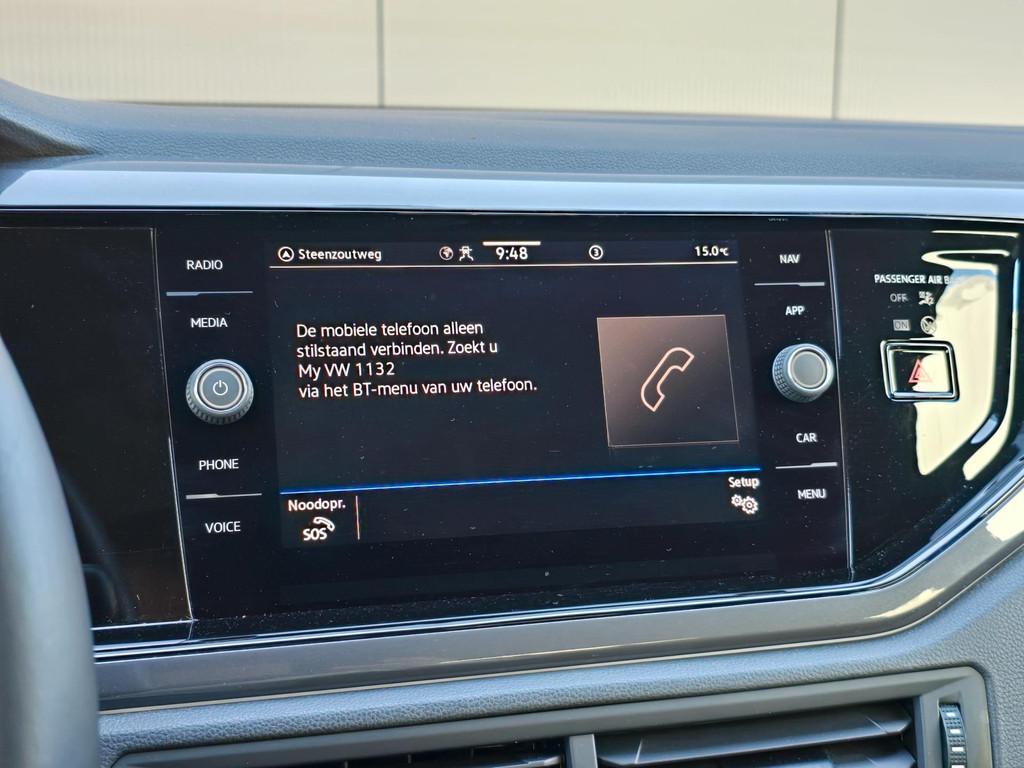 RADIO
MEDIA
PHONE
VOICE
Steenzoutweg
9:48
3
15.0°C
De mobiele telefoon alleen
stilstaand verbinden. Zoekt u
My VW 1132
via het BT-menu van uw telefoon.
Noodopr.
SOS
Setup
NAV
APP
CAR
MENU
PASSENGER AIR
OFF
ON